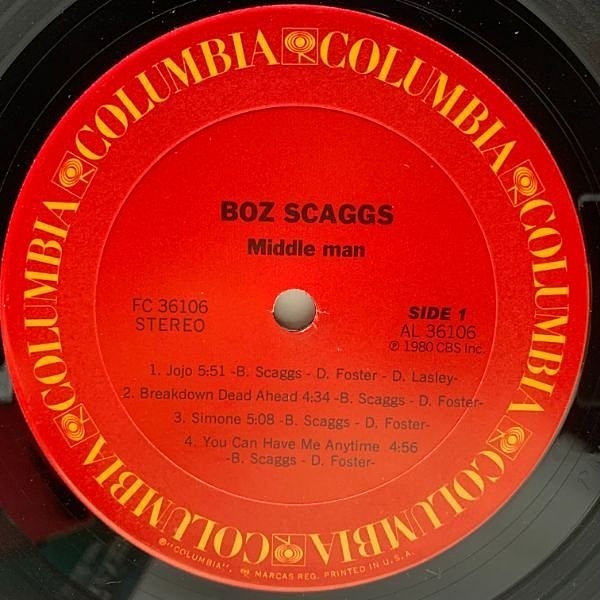 COLUMBIA COLUMBIA COLUMBIA COLUMBIA COLUMBIA COLUMBIA
BOZ SCAGGS
Middle man
FC 36106
STEREO
SIDE 1
AL 36106
℗ 1980 CBS Inc.
1. Jojo 5:51 -B. Scaggs - D. Foster - D. Lasley-
2. Breakdown Dead Ahead 4:34 -B. Scaggs - D. Foster-
3. Simone 5:08 -B. Scaggs - D. Foster-
4. You Can Have Me Anytime 4:56
-B. Scaggs - D. Foster-
®"COLUMBIA", MARCAS REG. PRINTED IN U.S.A.